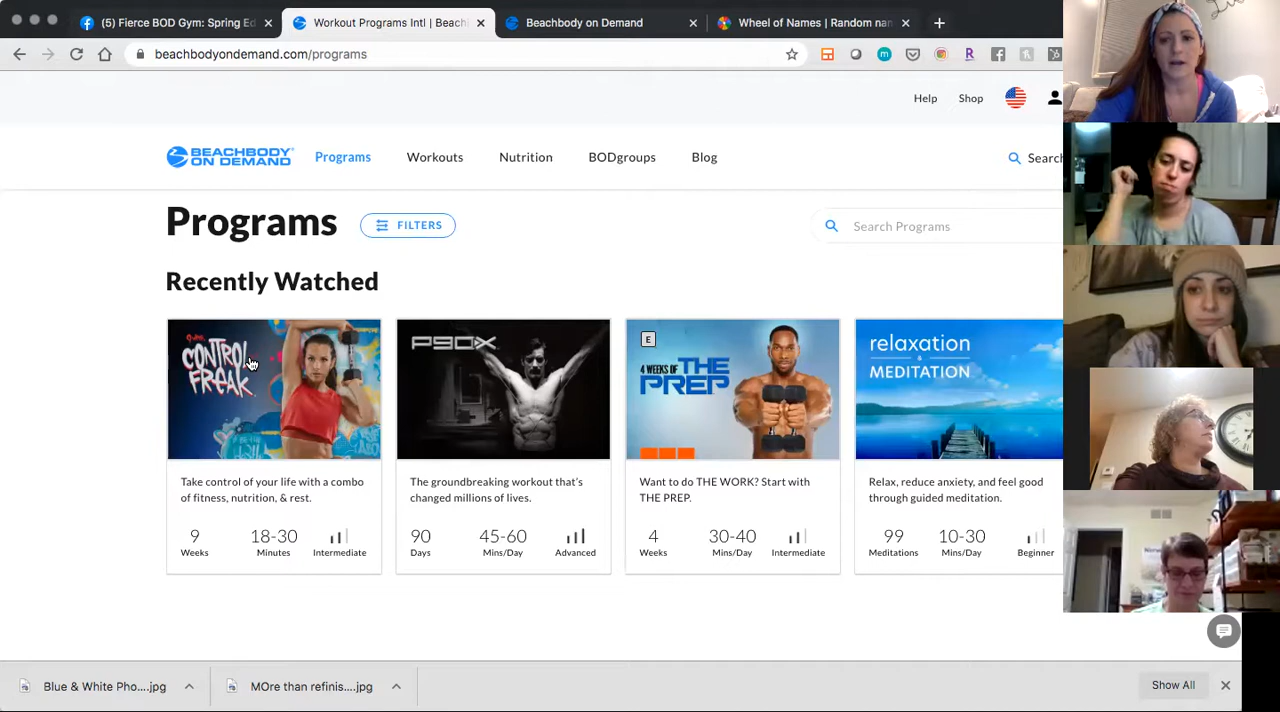 (5) Fierce BOD Gym: Spring Ed
Workout Programs Intl | Beach
Beachbody on Demand
Wheel of Names | Random nam
beachbodyondemand.com/programs
Help
Shop
BEACHBODY
ON DEMAND
Programs
Workouts
Nutrition
BODgroups
Blog
Search
Programs
FILTERS
Search Programs
Recently Watched
CONTROL
FREAK
P90X
E
4 WEEKS OF THE
PREP
relaxation
&
MEDITATION
Take control of your life with a combo
of fitness, nutrition, & rest.
9
Weeks
18-30
Minutes
Intermediate
The groundbreaking workout that's
changed millions of lives.
90
Days
45-60
Mins/Day
Advanced
Want to do THE WORK? Start with
THE PREP.
4
Weeks
30-40
Mins/Day
Intermediate
Relax, reduce anxiety, and feel good
through guided meditation.
99
Meditations
10-30
Mins/Day
Beginner
Blue & White Pho....jpg
MOre than refinis....jpg
Show All